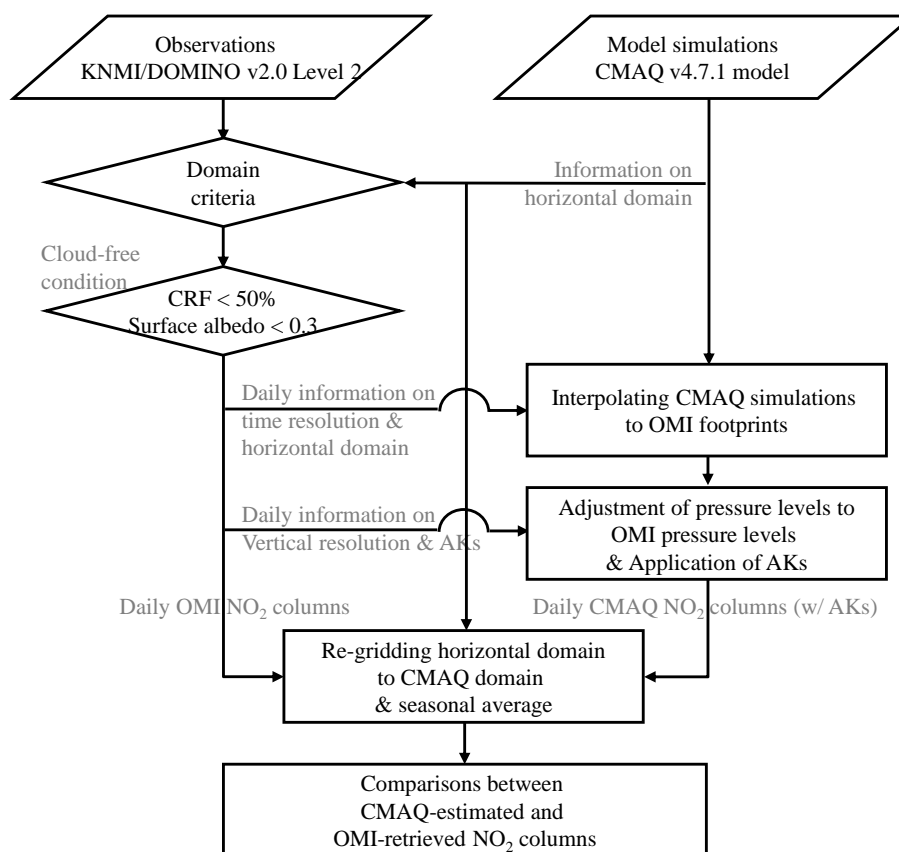 Observations
KNMI/DOMINO v2.0 Level 2
Model simulations
CMAQ v4.7.1 model
Domain
criteria
Information on
horizontal domain
Cloud-free
condition
CRF < 50%
Surface albedo < 0.3
Daily information on
time resolution &
horizontal domain
Interpolating CMAQ simulations
to OMI footprints
Daily information on
Vertical resolution & AKs
Adjustment of pressure levels to
OMI pressure levels
& Application of AKs
Daily OMI NO₂ columns
Daily CMAQ NO₂ columns (w/ AKs)
Re-gridding horizontal domain
to CMAQ domain
& seasonal average
Comparisons between
CMAQ-estimated and
OMI-retrieved NO₂ columns